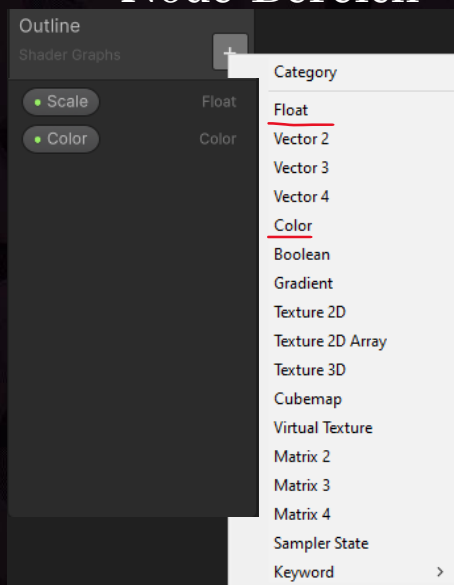 Node Bereich
Outline
Shader Graphs
+
Scale Float
Color Color
Category
Float
Vector 2
Vector 3
Vector 4
Color
Boolean
Gradient
Texture 2D
Texture 2D Array
Texture 3D
Cubemap
Virtual Texture
Matrix 2
Matrix 3
Matrix 4
Sampler State
Keyword >